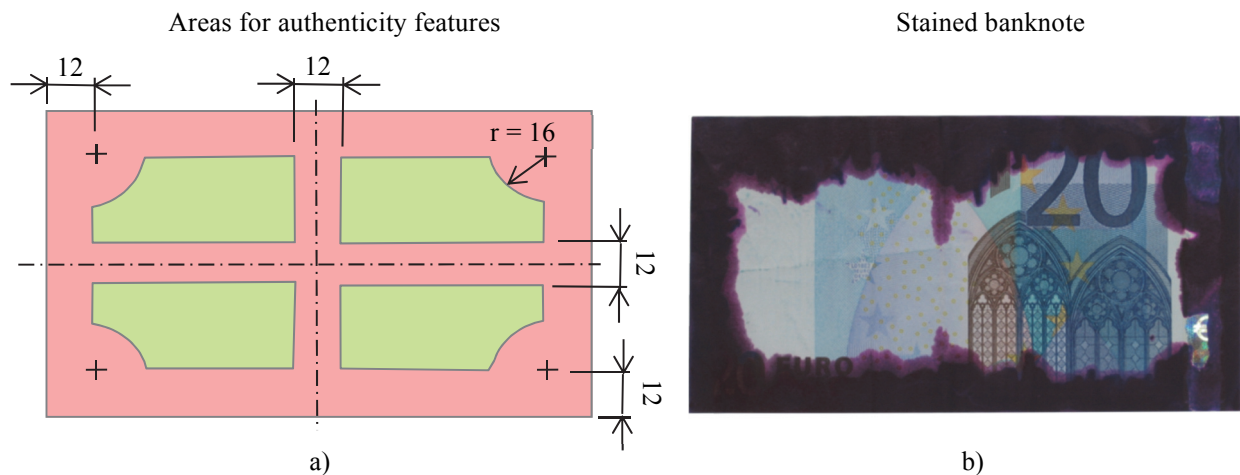 Areas for authenticity features
Stained banknote
12
12
r = 16
12
12
20
EURO
a)
b)